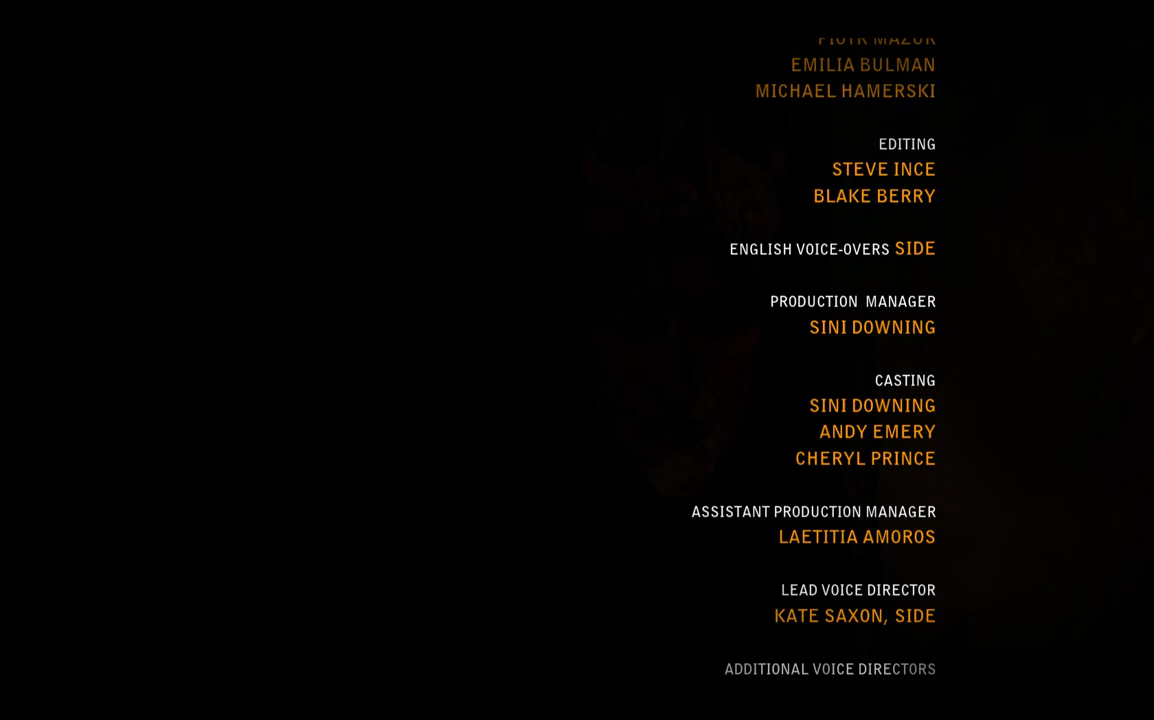 PIOTR MAZUR
EMILIA BULMAN
MICHAEL HAMERSKI
EDITING
STEVE INCE
BLAKE BERRY
ENGLISH VOICE-OVERS SIDE
PRODUCTION MANAGER
SINI DOWNING
CASTING
SINI DOWNING
ANDY EMERY
CHERYL PRINCE
ASSISTANT PRODUCTION MANAGER
LAETITIA AMOROS
LEAD VOICE DIRECTOR
KATE SAXON, SIDE
ADDITIONAL VOICE DIRECTORS